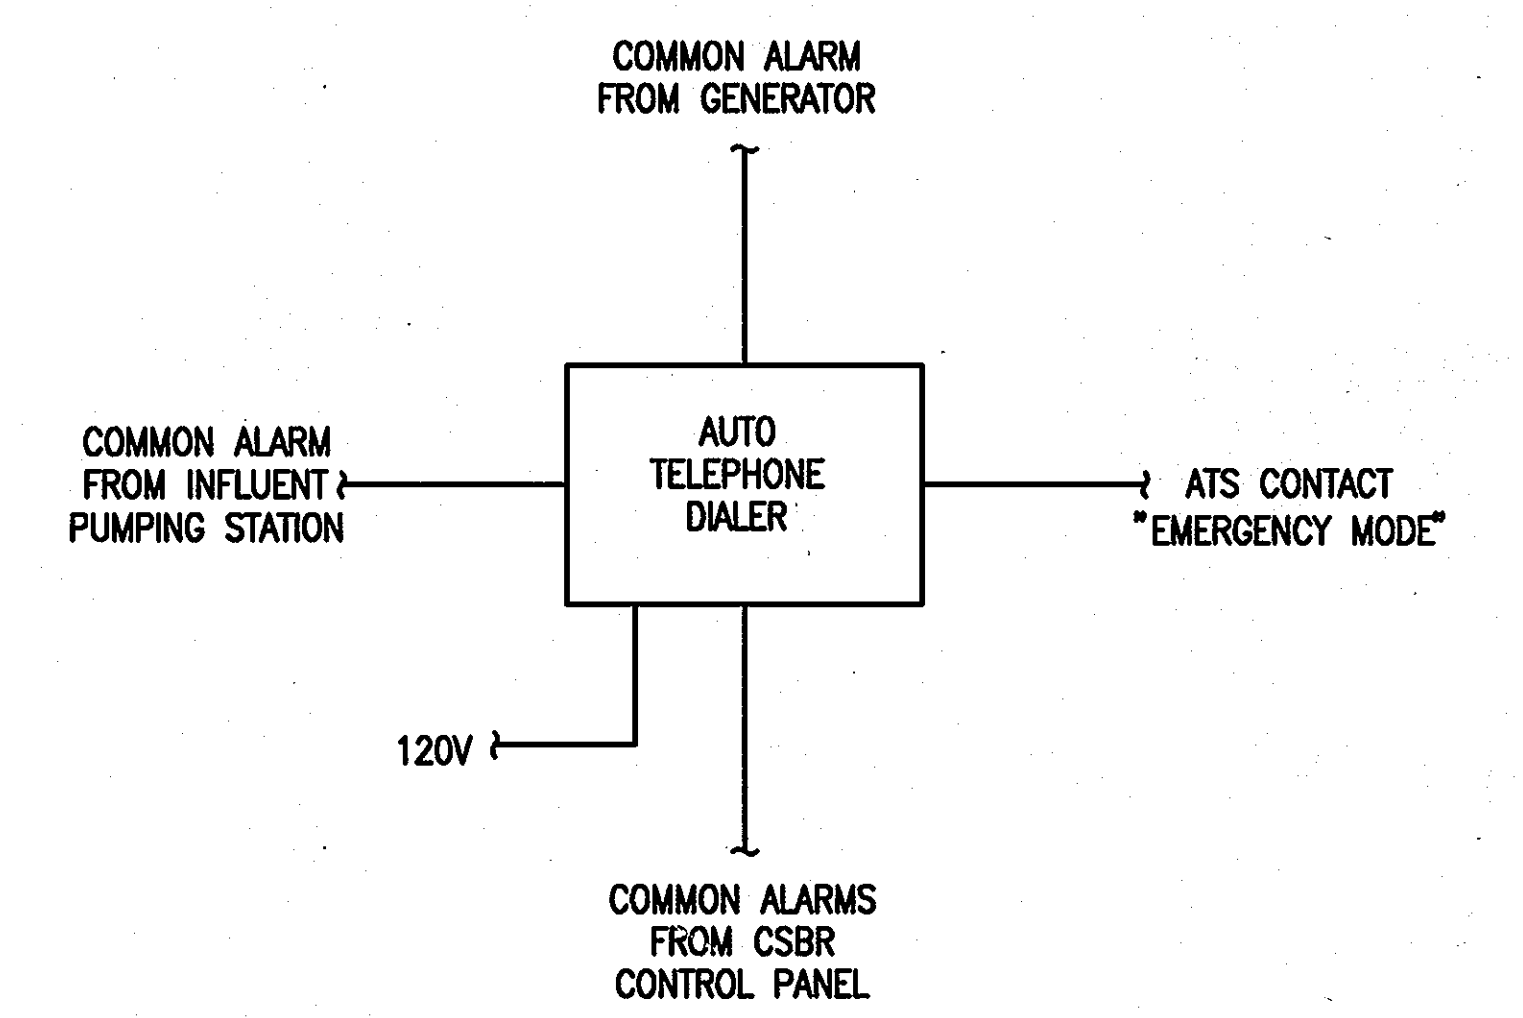 COMMON ALARM
FROM GENERATOR
COMMON ALARM
FROM INFLUENT
PUMPING STATION
AUTO
TELEPHONE
DIALER
ATS CONTACT
"EMERGENCY MODE"
120V
COMMON ALARMS
FROM CSBR
CONTROL PANEL